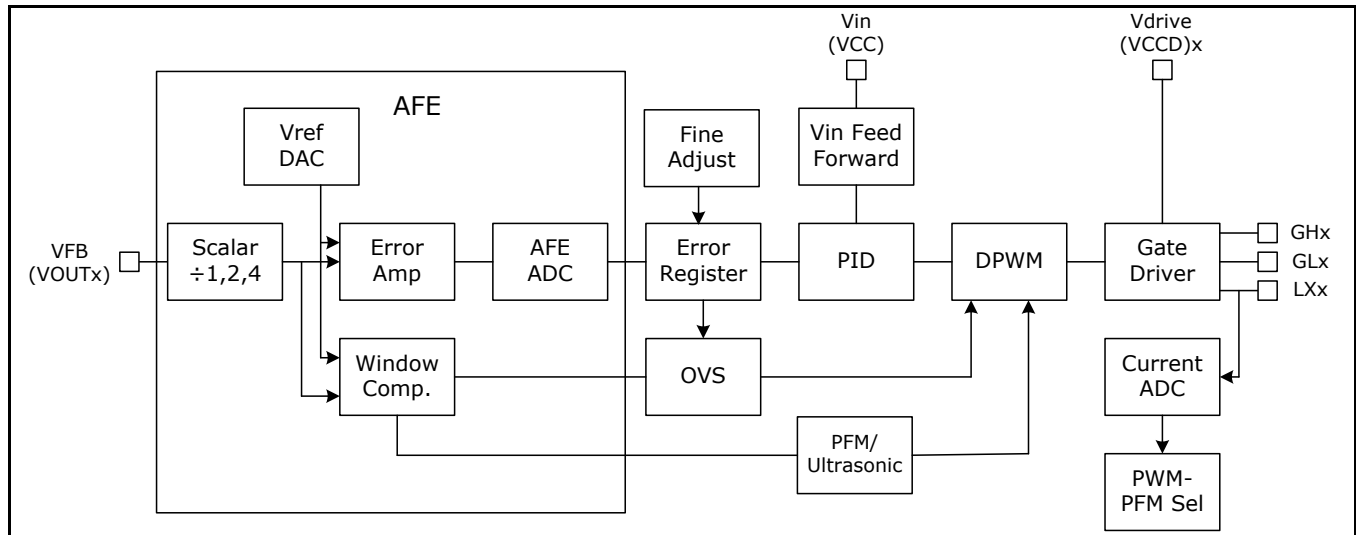 Vin
(VCC)
Vdrive
(VCCD)x
AFE
Vref
DAC
Fine
Adjust
Vin Feed
Forward
VFB
(VOUTx)
Scalar
÷1,2,4
Error
Amp
AFE
ADC
Error
Register
PID
DPWM
Gate
Driver
GHx
GLx
LXx
Window
Comp.
OVS
Current
ADC
PFM/
Ultrasonic
PWM-
PFM Sel